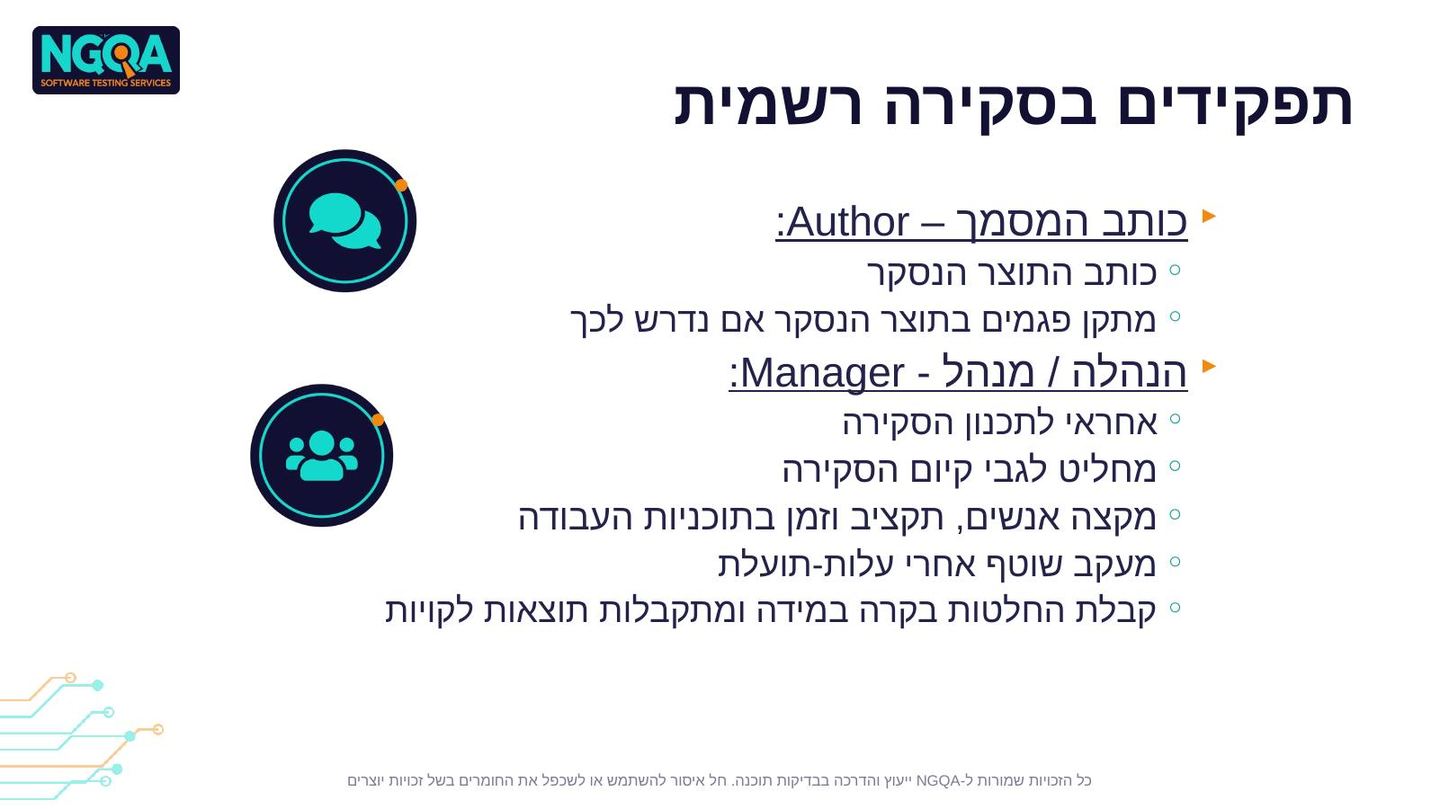 NGQA
SOFTWARE TESTING SERVICES
תפקידים בסקירה רשמית
כותב המסמך – Author:
כותב התוצר הנסקר
מתקן פגמים בתוצר הנסקר אם נדרש לכך
הנהלה / מנהל - Manager:
אחראי לתכנון הסקירה
מחליט לגבי קיום הסקירה
מקצה אנשים, תקציב וזמן בתוכניות העבודה
מעקב שוטף אחרי עלות-תועלת
קבלת החלטות בקרה במידה ומתקבלות תוצאות לקויות
כל הזכויות שמורות ל-NGQA ייעוץ והדרכה בבדיקות תוכנה. חל איסור להשתמש או לשכפל את החומרים בשל זכויות יוצרים